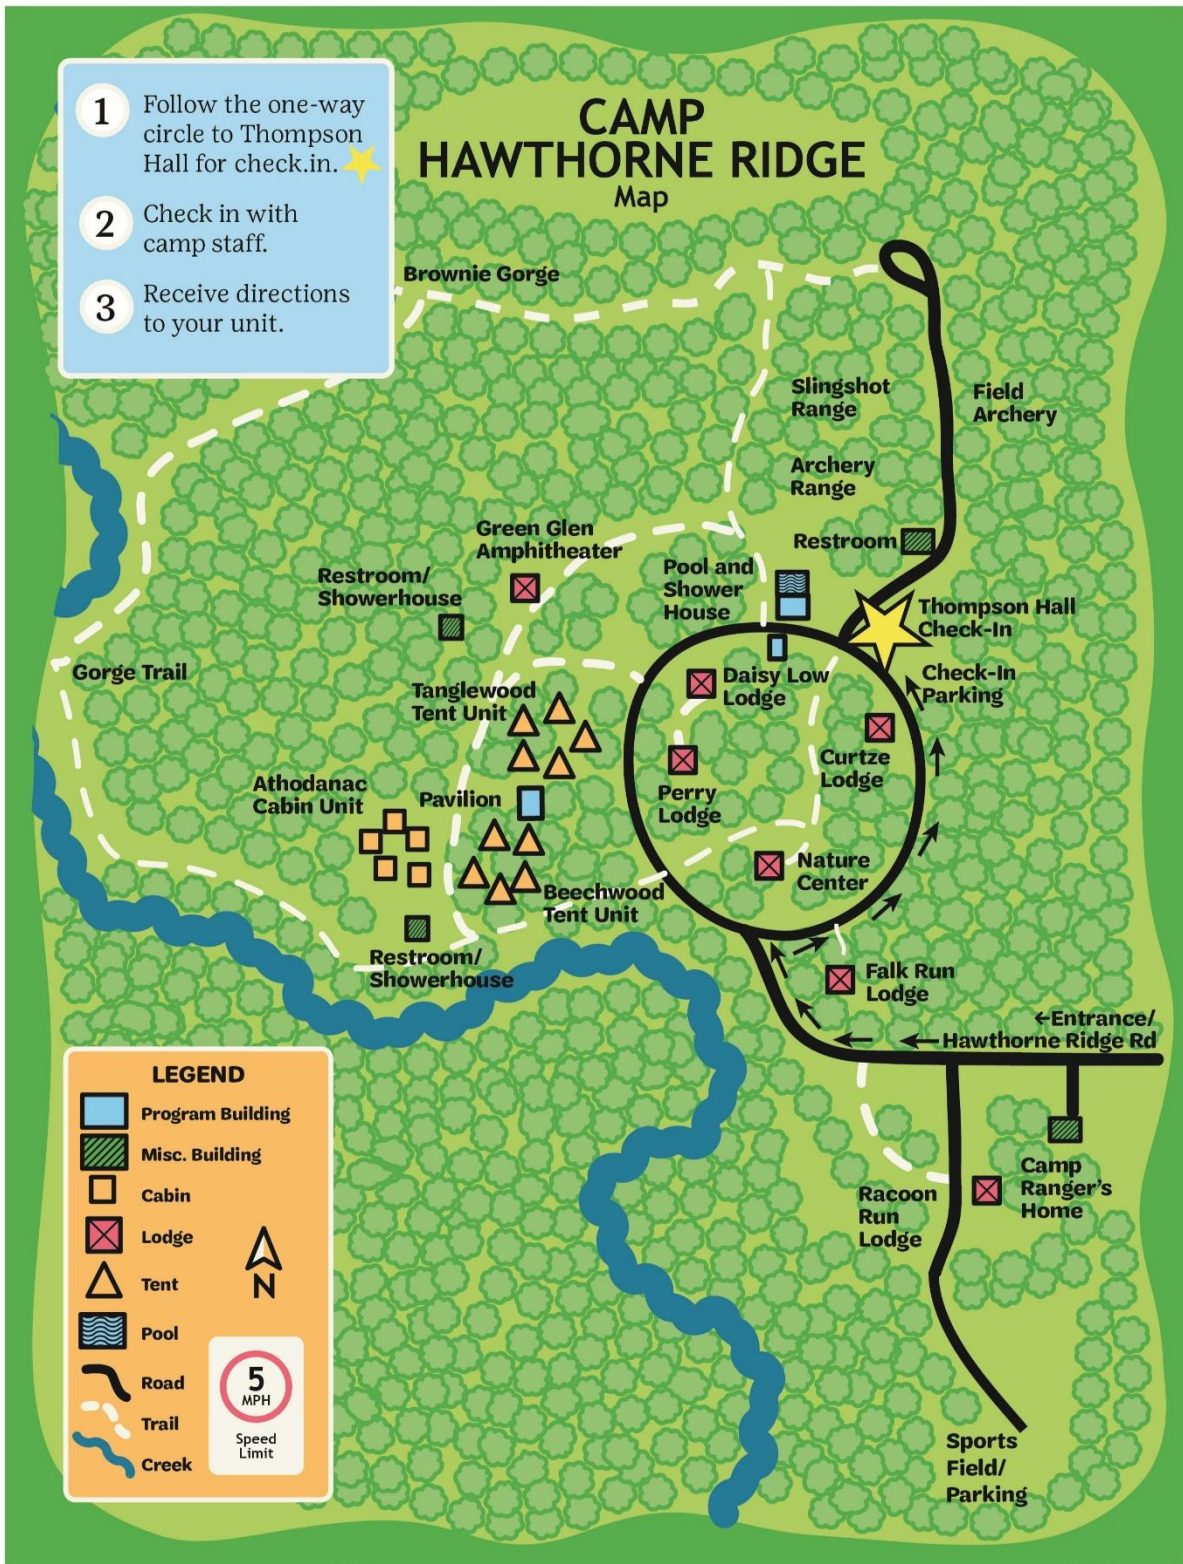 CAMP
HAWTHORNE RIDGE
Map
1
Follow the one-way
circle to Thompson
Hall for check.in.
2
Check in with
camp staff.
3
Receive directions
to your unit.
Brownie Gorge
Slingshot
Range
Field
Archery
Archery
Range
Green Glen
Amphitheater
Restroom
Restroom/
Showerhouse
Pool and
Shower
House
Thompson Hall
Check-In
Gorge Trail
Tanglewood
Tent Unit
Daisy Low
Lodge
Check-In
Parking
Curtze
Lodge
Athodanac
Cabin Unit
Pavilion
Perry
Lodge
Nature
Center
Beechwood
Tent Unit
Restroom/
Showerhouse
Falk Run
Lodge
←Entrance/
Hawthorne Ridge Rd
Racoon
Run
Lodge
Camp
Ranger's
Home
Sports
Field/
Parking
LEGEND
Program Building
Misc. Building
Cabin
Lodge
Tent
Pool
Road
Trail
Creek
N
5
MPH
Speed
Limit